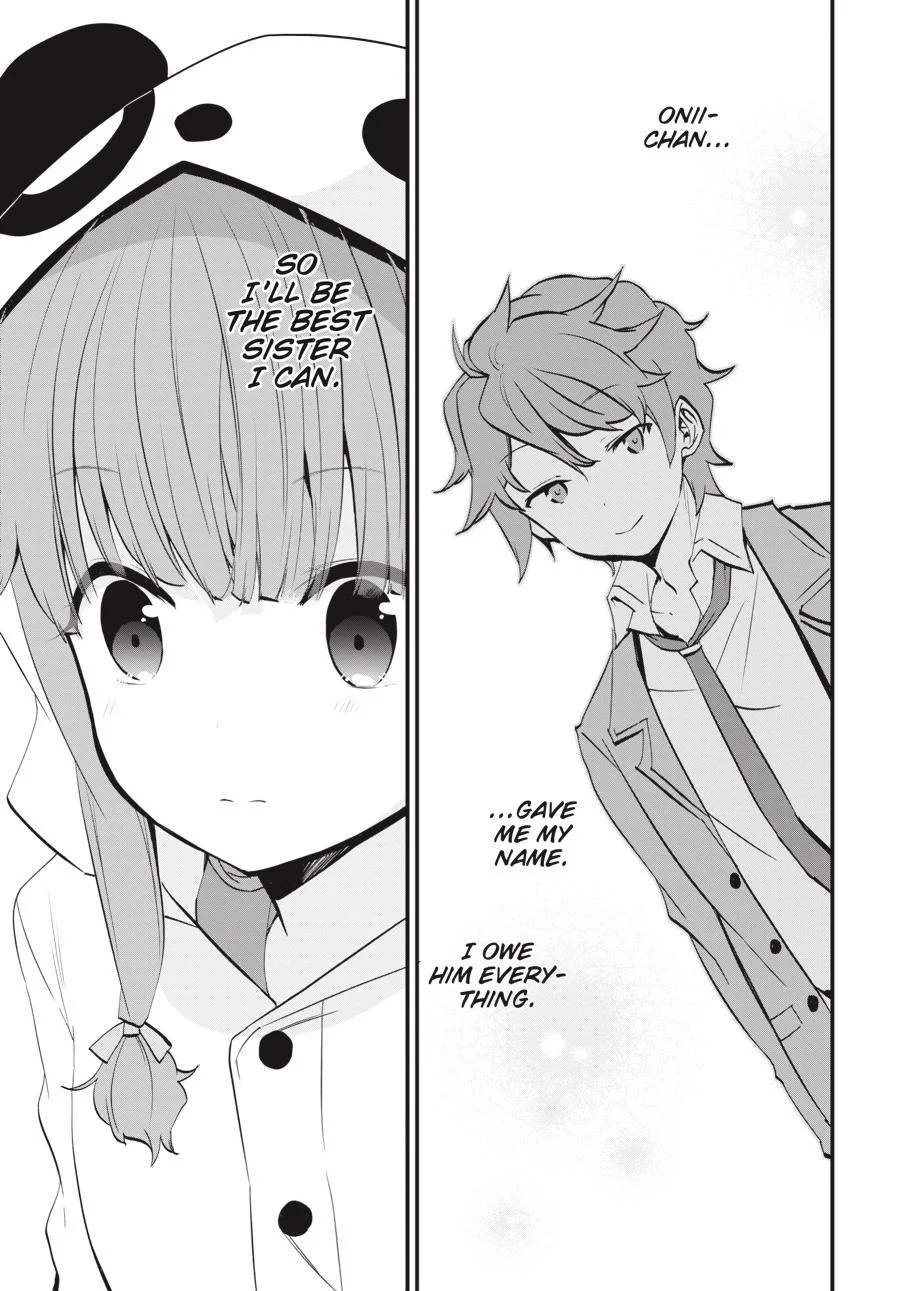 ONII-
CHAN...
...GAVE
ME MY
NAME.
I OWE
HIM EVERY-
THING.
SO
I'LL BE
THE BEST
SISTER
I CAN.